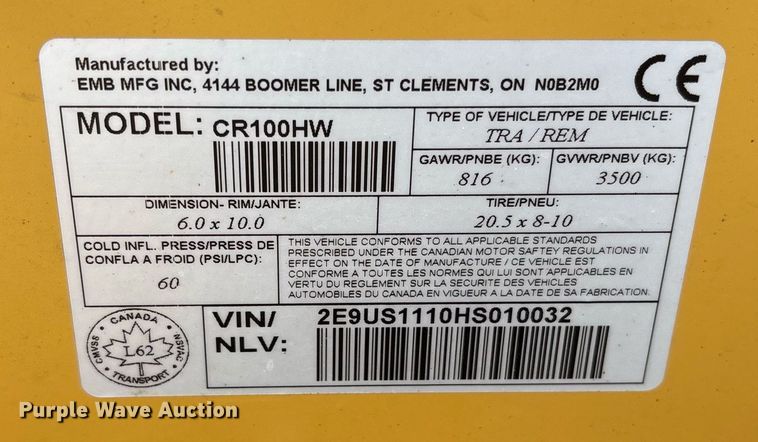 Manufactured by:
EMB MFG INC, 4144 BOOMER LINE, ST CLEMENTS, ON N0B2M0
CE
MODEL: CR100HW
TYPE OF VEHICLE/TYPE DE VEHICLE:
TRA / REM
GAWR/PNBE (KG):
816
GVWR/PNBV (KG):
3500
DIMENSION- RIM/JANTE:
6.0 x 10.0
TIRE/PNEU:
20.5 x 8-10
COLD INFL. PRESS/PRESS DE
CONFLA A FROID (PSI/LPC):
60
THIS VEHICLE CONFORMS TO ALL APPLICABLE STANDARDS
PRESCRIBED UNDER THE CANADIAN MOTOR SAFTEY REGULATIONS IN
EFFECT ON THE DATE OF MANUFACTURE / CE VEHICLE EST
CONFORME A TOUTES LES NORMES QUI LUI SONT APPLICABLES EN
VERTU DU REGLEMENT SUR LA SECURITE DES VEHICLES
AUTOMOBILES DU CANADA EN VIGUEUR A LA DATE DE SA FABRICATION.
CANADA
CMVSS
NSVAC
L62
TRANSPORT
VIN/
NLV:
2E9US1110HS010032
Purple Wave Auction